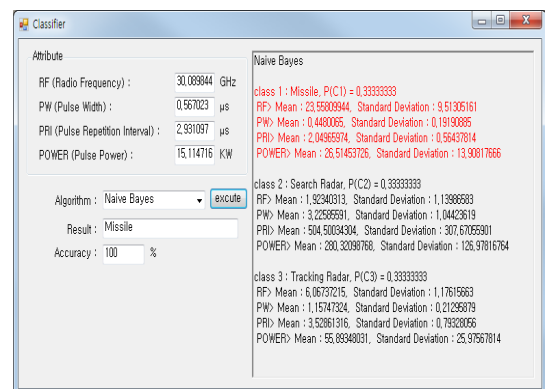 Classifier
Attribute
RF (Radio Frequency) : 30,089844 GHz
PW (Pulse Width) : 0,567023 μs
PRI (Pulse Repetition Interval) : 2,931097 μs
POWER (Pulse Power) : 15,114716 KW
Algorithm : Naive Bayes excute
Result : Missile
Accuracy : 100 %
Naive Bayes
class 1 : Missile, P(C1) = 0,33333333
RF> Mean : 23,55809944, Standard Deviation : 9,51305161
PW> Mean : 0,4480065, Standard Deviation : 0,19190885
PRI> Mean : 2,04965974, Standard Deviation : 0,56437814
POWER> Mean : 26,51453726, Standard Deviation : 13,90817666
class 2 : Search Radar, P(C2) = 0,33333333
RF> Mean : 1,92340313, Standard Deviation : 1,13986583
PW> Mean : 3,22585591, Standard Deviation : 1,04423619
PRI> Mean : 504,50034304, Standard Deviation : 307,67055901
POWER> Mean : 280,32098768, Standard Deviation : 126,97816764
class 3 : Tracking Radar, P(C3) = 0,33333333
RF> Mean : 6,06737215, Standard Deviation : 1,17615663
PW> Mean : 1,15747324, Standard Deviation : 0,21295879
PRI> Mean : 3,52861316, Standard Deviation : 0,79328056
POWER> Mean : 55,89348031, Standard Deviation : 25,97567814